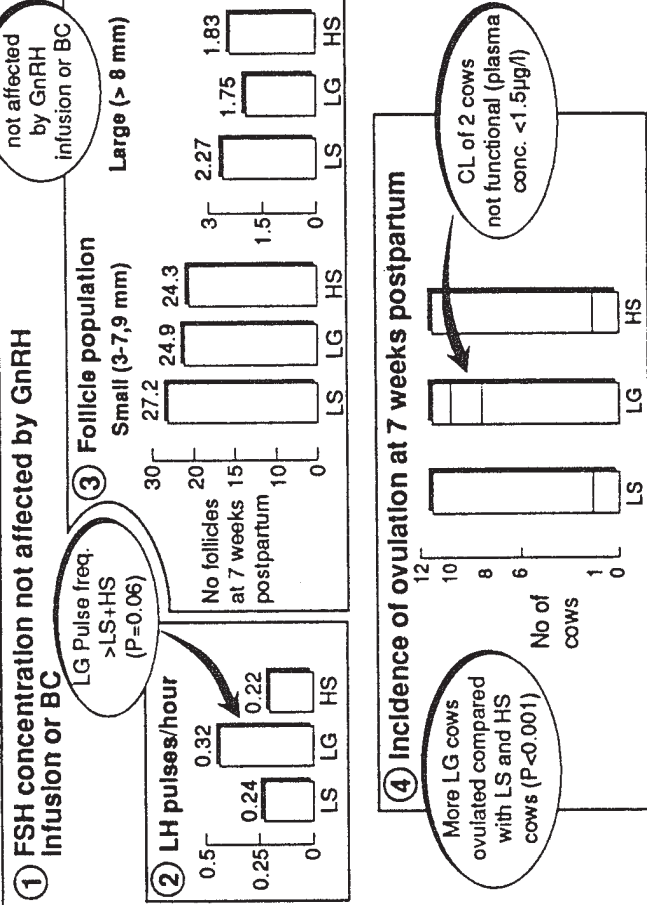 ① FSH concentration not affected by GnRH
Infusion or BC
② LH pulses/hour
0.5
0.25
0
0.24
0.32
0.22
LS
LG
HS
LG Pulse freq.
>LS+HS
(P=0.06)
③ Follicle population
Small (3-7,9 mm)
No follicles
at 7 weeks
postpartum
30
20
15
10
0
27.2
24.9
24.3
LS
LG
HS
Large (> 8 mm)
3
1.5
0
2.27
1.75
1.83
LS
LG
HS
not affected
by GnRH
infusion or BC
④ Incidence of ovulation at 7 weeks postpartum
No of
cows
12
10
8
6
1
0
LS
LG
HS
More LG cows
ovulated compared
with LS and HS
cows (P<0.001)
CL of 2 cows
not functional (plasma
conc. <1.5µg/l)